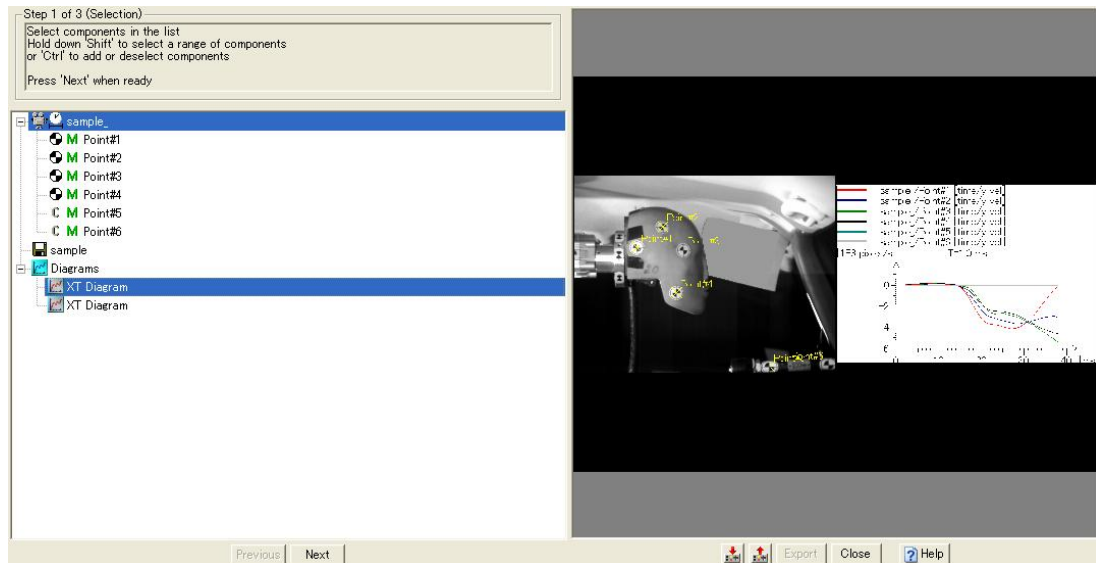 Step 1 of 3 (Selection)
Select components in the list
Hold down 'Shift' to select a range of components
or 'Ctrl' to add or deselect components
Press 'Next' when ready
sample_
M Point#1
M Point#2
M Point#3
M Point#4
M Point#5
M Point#6
sample
Diagrams
XT Diagram
XT Diagram
Previous
Next
Export
Close
Help